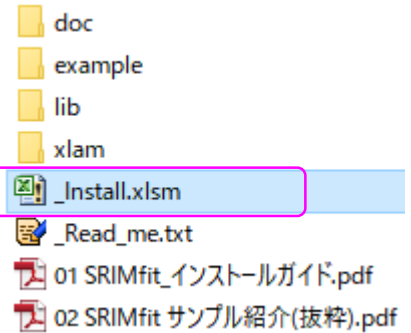 doc
example
lib
xlam
_Install.xlsm
_Read_me.txt
01 SRIMfit_インストールガイド.pdf
02 SRIMfit サンプル紹介(抜粋).pdf